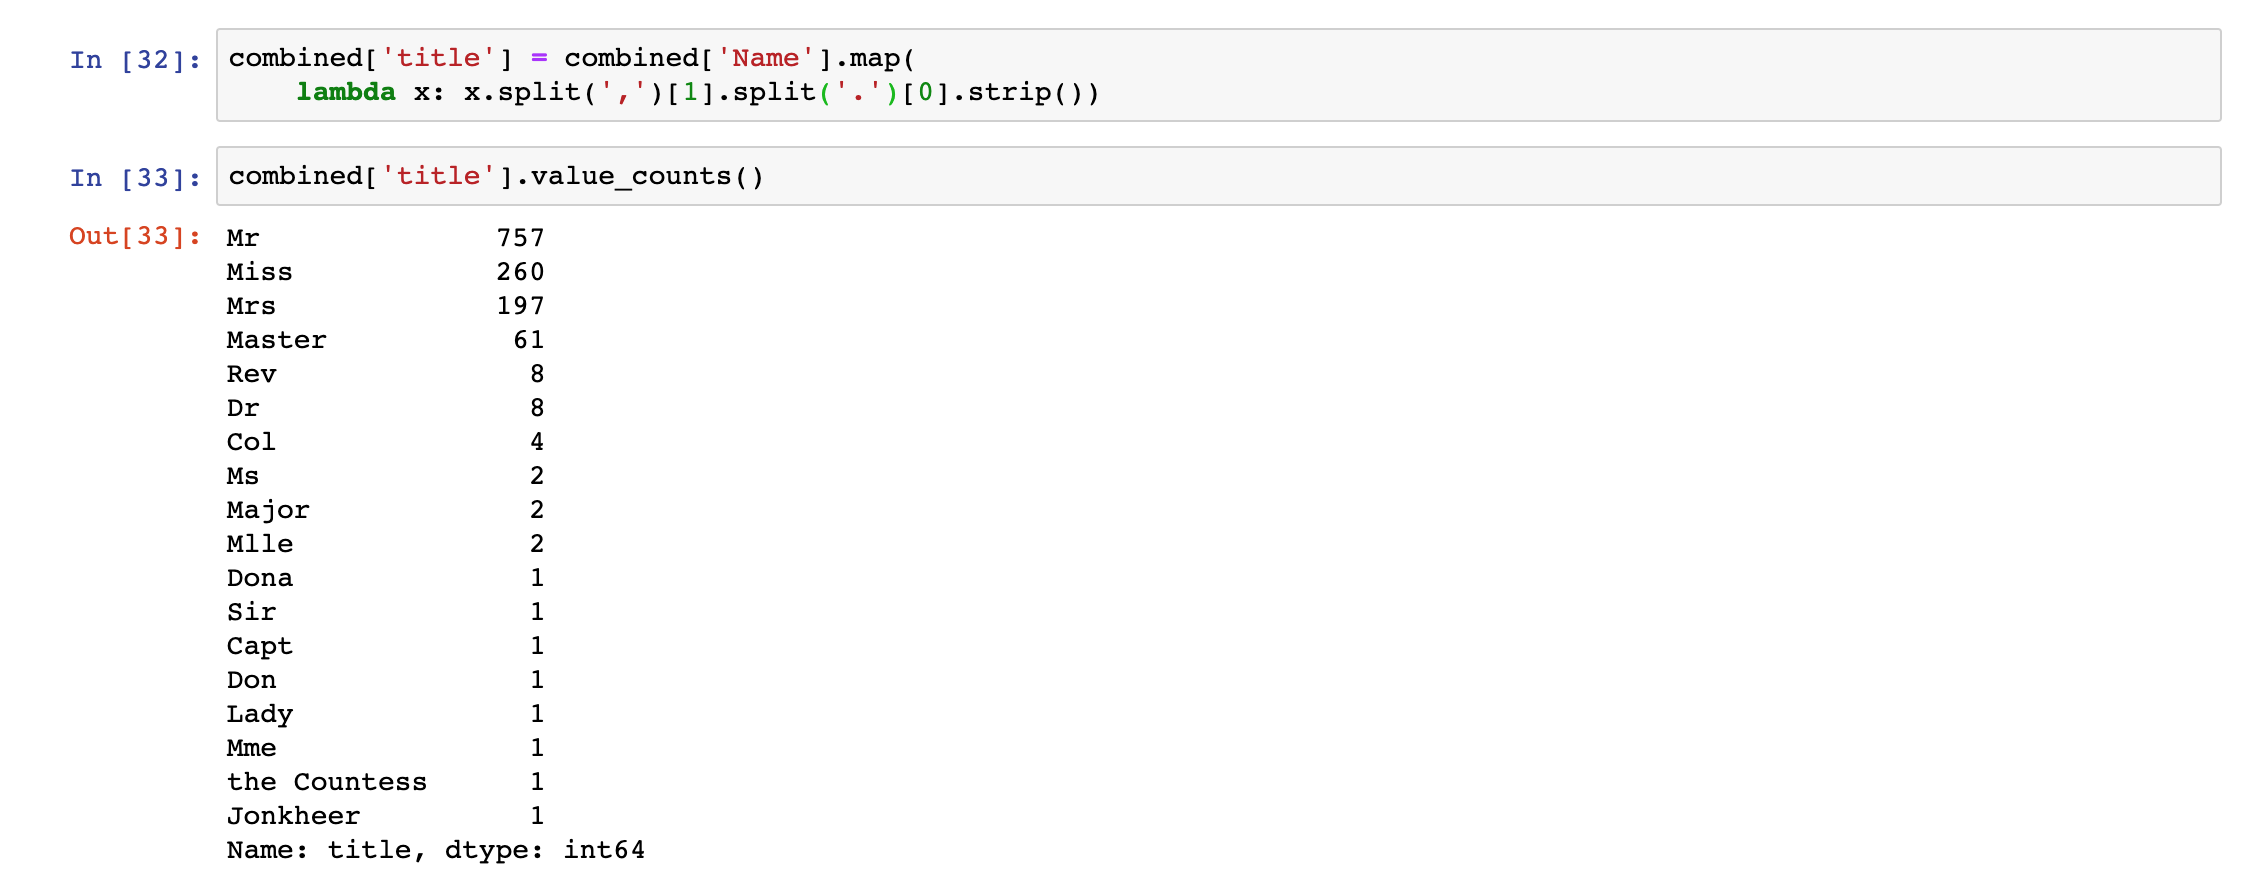 In [32]: combined['title'] = combined['Name'].map(
lambda x: x.split(',')[1].split('.')[0].strip())
In [33]: combined['title'].value_counts()
Out[33]: Mr 757
Miss 260
Mrs 197
Master 61
Rev 8
Dr 8
Col 4
Ms 2
Major 2
Mlle 2
Dona 1
Sir 1
Capt 1
Don 1
Lady 1
Mme 1
the Countess 1
Jonkheer 1
Name: title, dtype: int64